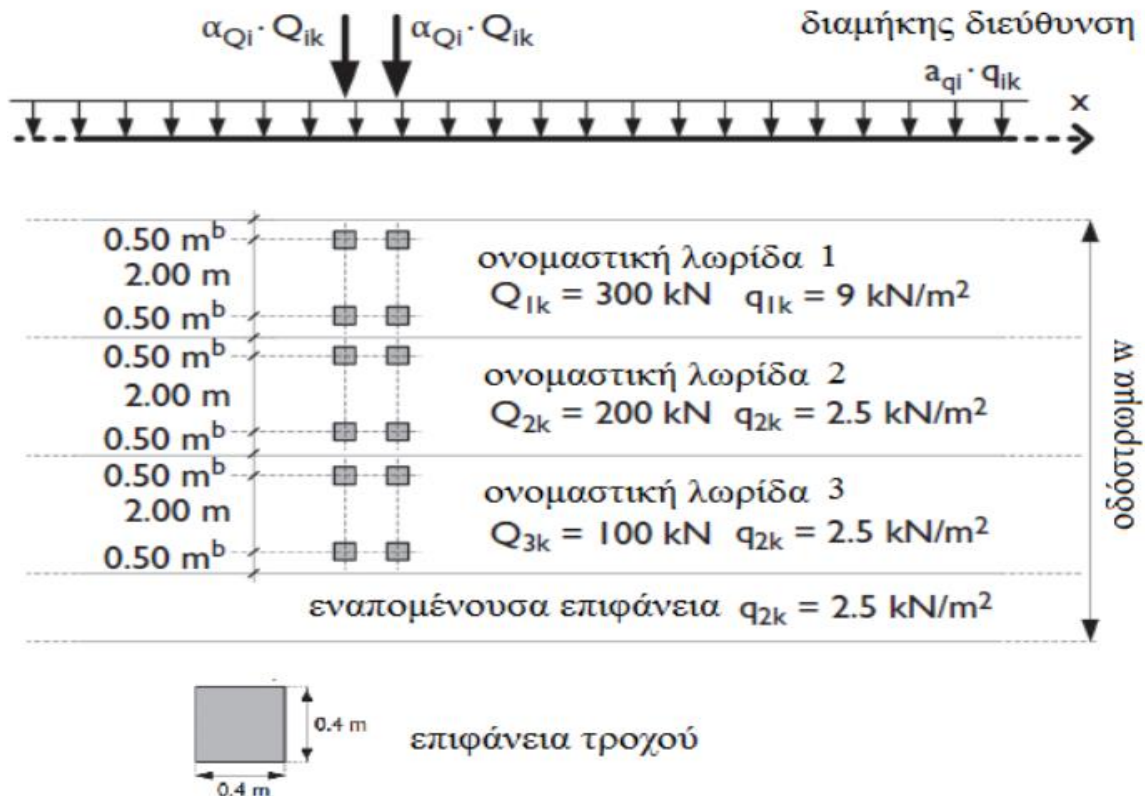 α_Qi · Q_ik α_Qi · Q_ik διαμήκης διεύθυνση
a_qi · q_ik
x
0.50 m^b
2.00 m
0.50 m^b
ονομαστική λωρίδα 1
Q_1k = 300 kN q_1k = 9 kN/m²
0.50 m^b
2.00 m
0.50 m^b
ονομαστική λωρίδα 2
Q_2k = 200 kN q_2k = 2.5 kN/m²
0.50 m^b
2.00 m
0.50 m^b
ονομαστική λωρίδα 3
Q_3k = 100 kN q_2k = 2.5 kN/m²
εναπομένουσα επιφάνεια q_2k = 2.5 kN/m²
οδόστρωμα w
0.4 m
επιφάνεια τροχού
0.4 m